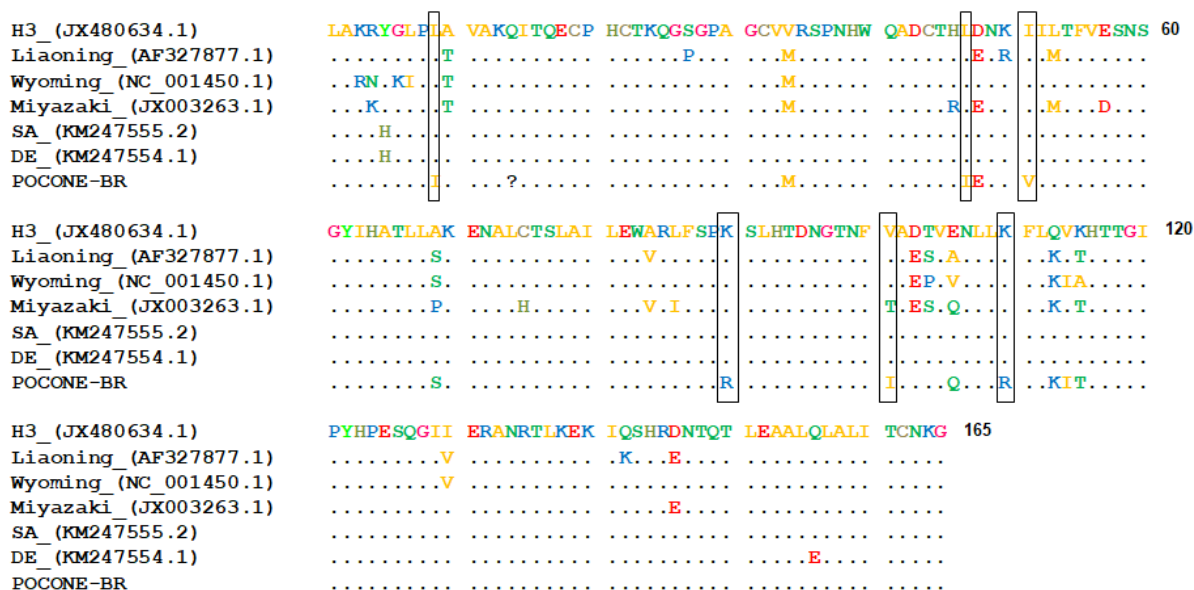 H3_(JX480634.1) LAKRYGLPLA VAKQITQECP HCTKQGSGPA GCVVRSPNHW QADCTHLDNK IILTFVESNS 60
Liaoning_(AF327877.1) .........T .......... ......P... ...M...... .......E.R ..M.......
Wyoming_(NC_001450.1) ..RN.KI..T .......... .......... ...M...... .......... ..........
Miyazaki_(JX003263.1) ...K.....T .......... .......... ...M...... .....R.E.. ..M...D...
SA_(KM247555.2) ....H..... .......... .......... .......... .......... ..........
DE_(KM247554.1) ....H..... .......... .......... .......... .......... ..........
POCONE-BR ........I. ...?...... .......... ...M...... ......IE.. V.........
H3_(JX480634.1) GYIHATLLAK ENALCTSLAI LEWARLFSPK SLHTDNGTNF VADTVENLLK FLQVKHTTGI 120
Liaoning_(AF327877.1) ........S. .......... ...V...... .......... ..ES.A.... ..K.T.....
Wyoming_(NC_001450.1) ........S. .......... .......... .......... ..EP.V.... ..KIA.....
Miyazaki_(JX003263.1) ........P. ....H..... ...V.I.... .......... T.ES.Q.... ..K.T.....
SA_(KM247555.2) .......... .......... .......... .......... .......... ..........
DE_(KM247554.1) .......... .......... .......... .......... .......... ..........
POCONE-BR ........S. .......... .........R .......... I....Q...R ..KIT.....
H3_(JX480634.1) PYHPESQGII ERANRTLKEK IQSHRDNTQT LEAALQLALI TCNKG 165
Liaoning_(AF327877.1) .........V .......... .K...E.... .......... .....
Wyoming_(NC_001450.1) .........V .......... .......... .......... .....
Miyazaki_(JX003263.1) .......... .......... .....E.... .......... .....
SA_(KM247555.2) .......... .......... .......... .......... .....
DE_(KM247554.1) .......... .......... .......... .....E.... .....
POCONE-BR .......... .......... .......... .......... .....